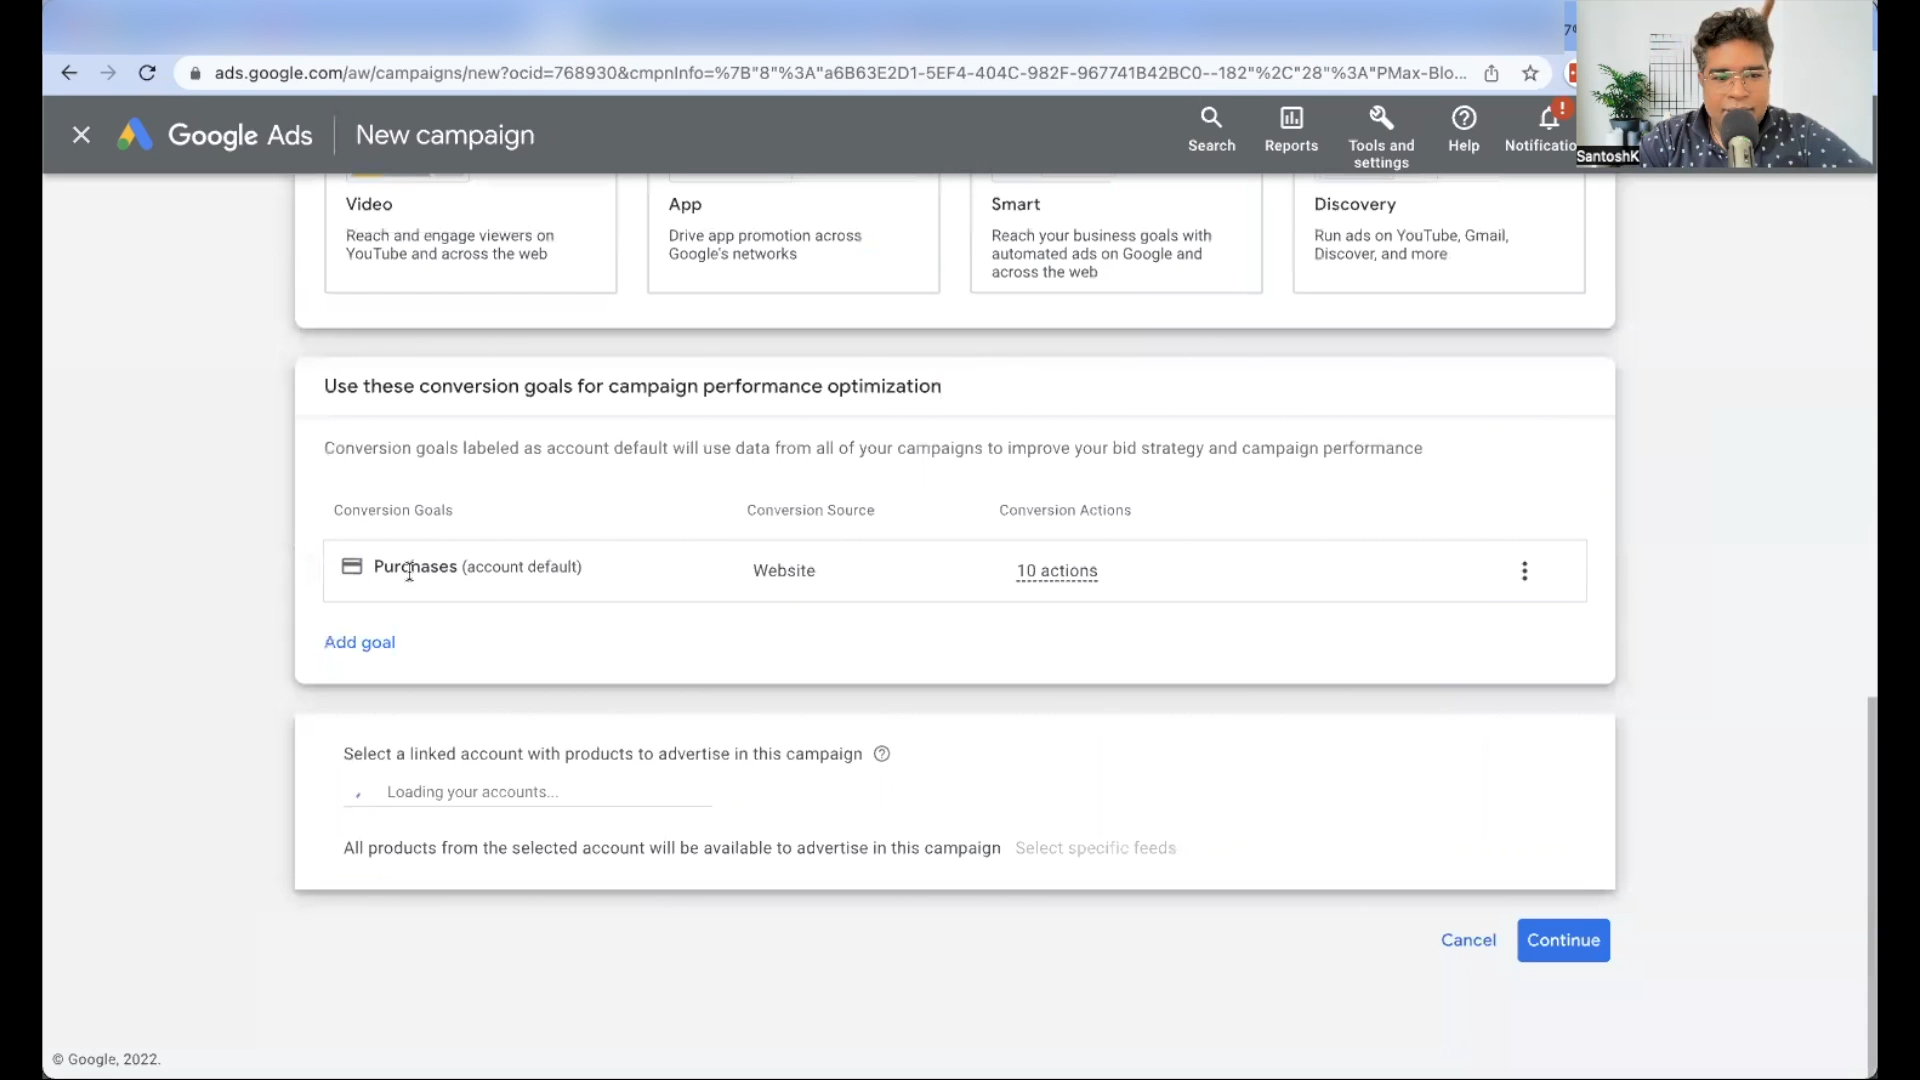 ads.google.com/aw/campaigns/new?ocid=768930&cmpnInfo=%7B"8"%3A"a6B63E2D1-5EF4-404C-982F-967741B42BC0--182"%2C"28"%3A"PMax-Blo...
Google Ads
New campaign
Search
Reports
Tools and
settings
Help
Notificatio
!
SantoshK
Video
Reach and engage viewers on
YouTube and across the web
App
Drive app promotion across
Google's networks
Smart
Reach your business goals with
automated ads on Google and
across the web
Discovery
Run ads on YouTube, Gmail,
Discover, and more
Use these conversion goals for campaign performance optimization
Conversion goals labeled as account default will use data from all of your campaigns to improve your bid strategy and campaign performance
Conversion Goals
Conversion Source
Conversion Actions
Purchases (account default)
Website
10 actions
Add goal
Select a linked account with products to advertise in this campaign
Loading your accounts...
All products from the selected account will be available to advertise in this campaign Select specific feeds
Cancel
Continue
© Google, 2022.